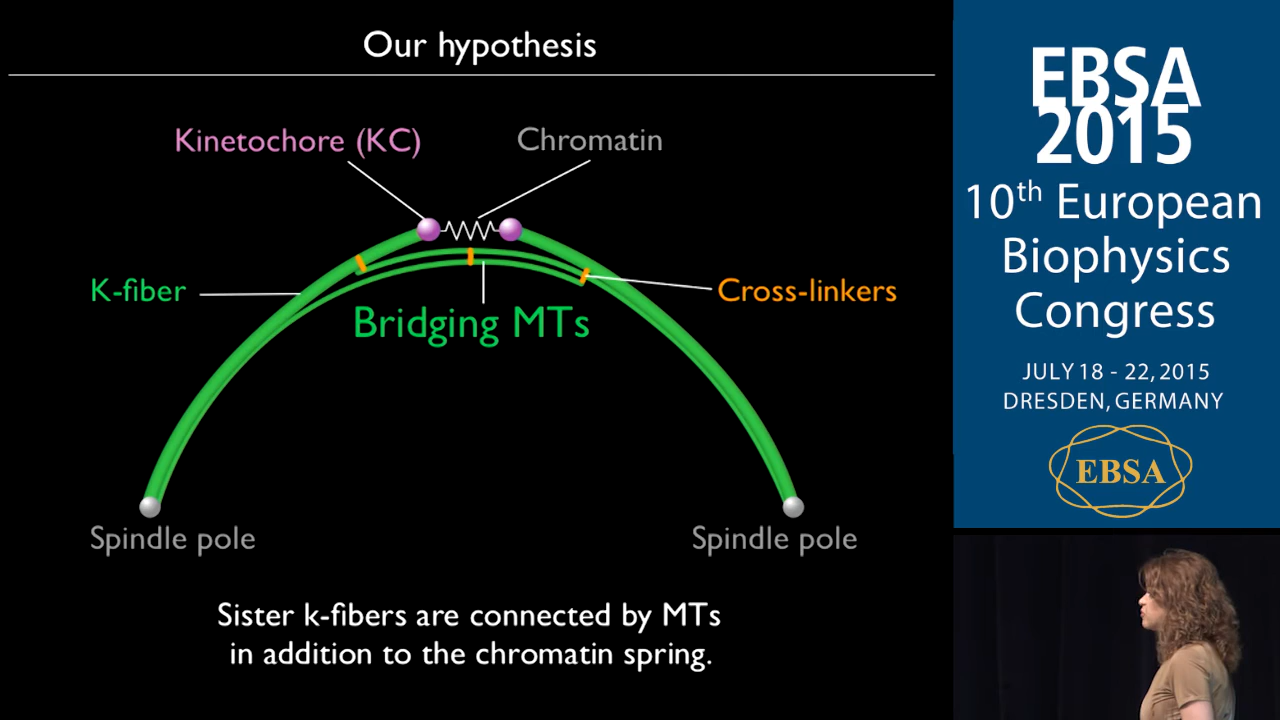 Our hypothesis
Kinetochore (KC)
Chromatin
K-fiber
Cross-linkers
Bridging MTs
Spindle pole
Spindle pole
Sister k-fibers are connected by MTs
in addition to the chromatin spring.
EBSA
2015
10th European
Biophysics
Congress
JULY 18 - 22, 2015
DRESDEN, GERMANY
EBSA